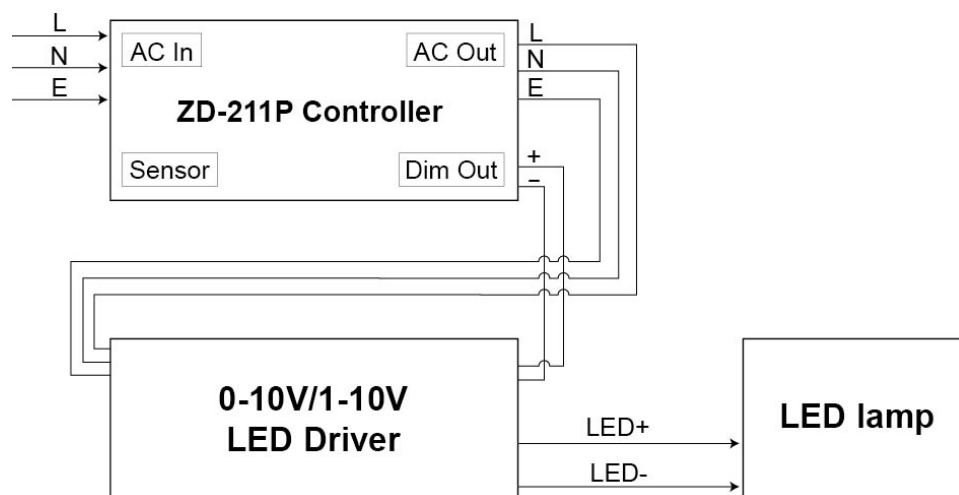 L
N
E
AC In
AC Out
L
N
E
ZD-211P Controller
Sensor
Dim Out
+
−
0-10V/1-10V
LED Driver
LED+
LED-
LED lamp